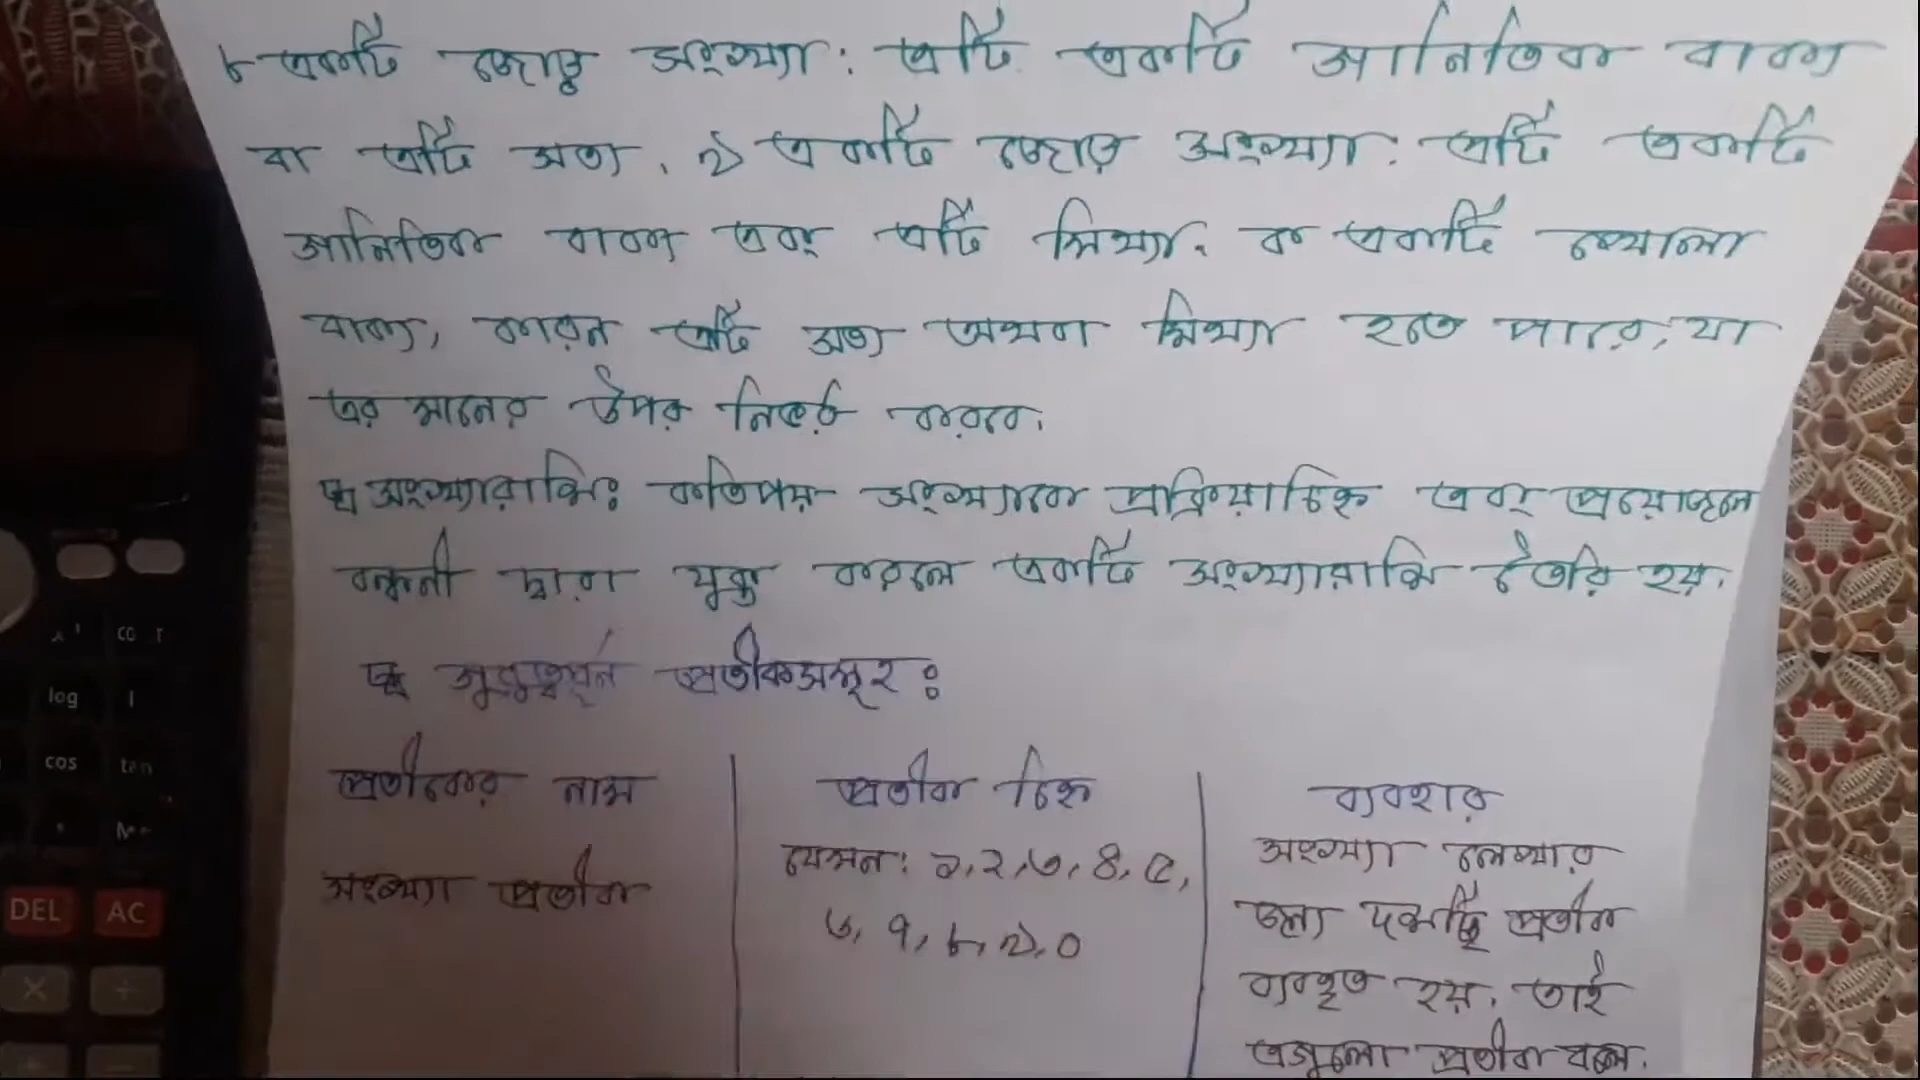 ৮ একটি জোড় সংখ্যা: এটি একটি গানিতিক বাক্য
বা এটি সত্য. ৯ একটি জোড় সংখ্যা: এটি একটি
গানিতিক বাক্য এবং এটি মিথ্যা. ক একটি খোলা
বাক্য, কারন এটি সত্য অথবা মিথ্যা হতে পারে, যা
এর মানের উপর নির্ভর করবে.
সংখ্যারাশি: কতিপয় সংখ্যাকে প্রক্রিয়াচিহ্ন এবং প্রয়োজনে
বন্ধনী দ্বারা যুক্ত করলে একটি সংখ্যারাশি তৈরি হয়.
গুরুত্বপূর্ন প্রতীকসমূহ:
প্রতীকের নাম
প্রতীক চিহ্ন
ব্যবহার
সংখ্যা প্রতীক
যেমন: ১, ২, ৩, ৪, ৫,
৬, ৭, ৮, ৯, ০
সংখ্যা লেখার
জন্য দশটি প্রতীক
ব্যবহৃত হয়. তাই
এগুলো প্রতীক বলে.